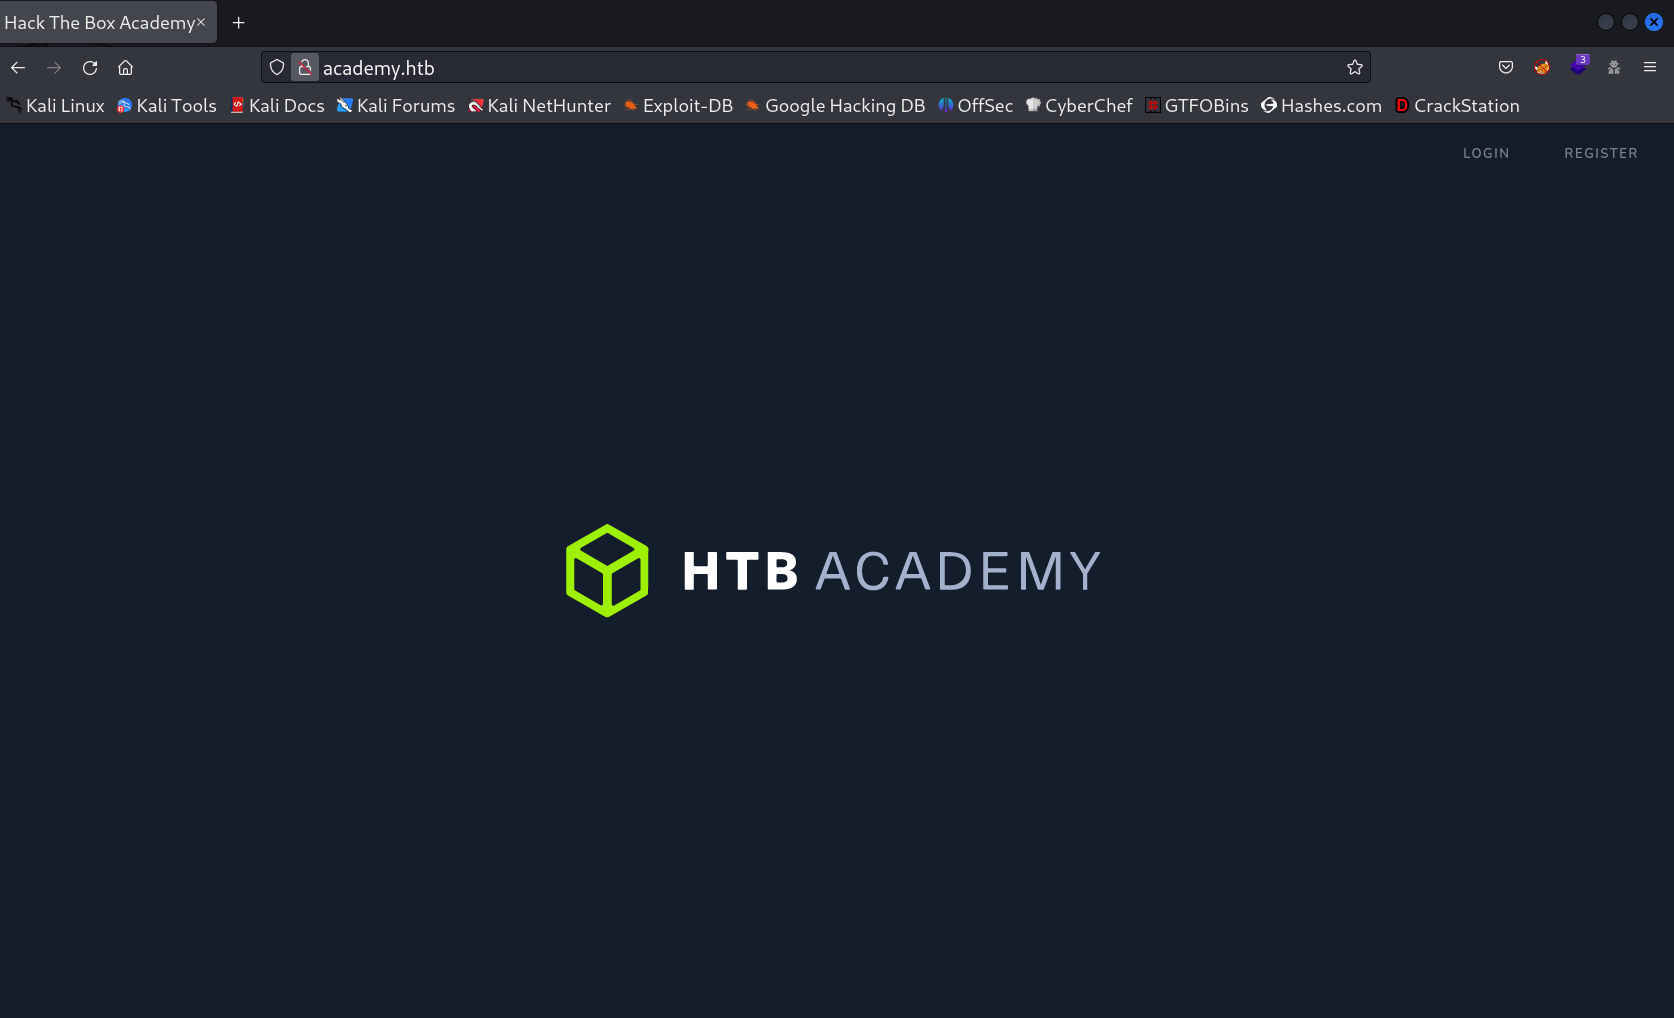 Hack The Box Academy
academy.htb
3
Kali Linux Kali Tools Kali Docs Kali Forums Kali NetHunter Exploit-DB Google Hacking DB OffSec CyberChef GTFOBins Hashes.com CrackStation
LOGIN REGISTER
HTB ACADEMY